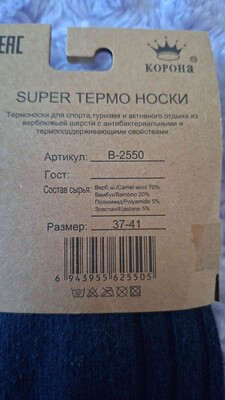 EAC
КОРОНА ®
SUPER ТЕРМО НОСКИ
Термоноски для спорта,туризма и активного отдыха из
верблюжьей шерсти с антибактериальными и
термоподдерживающими свойствами.
Артикул: B-2550
Гост:
Состав сырья: Верб.ш./Camel wool 70%
Бамбук/Bamboo 20%
Полиамид/Polyamide 5%
Эластан/Elastane 5%
Размер: 37-41
6 943955 625505